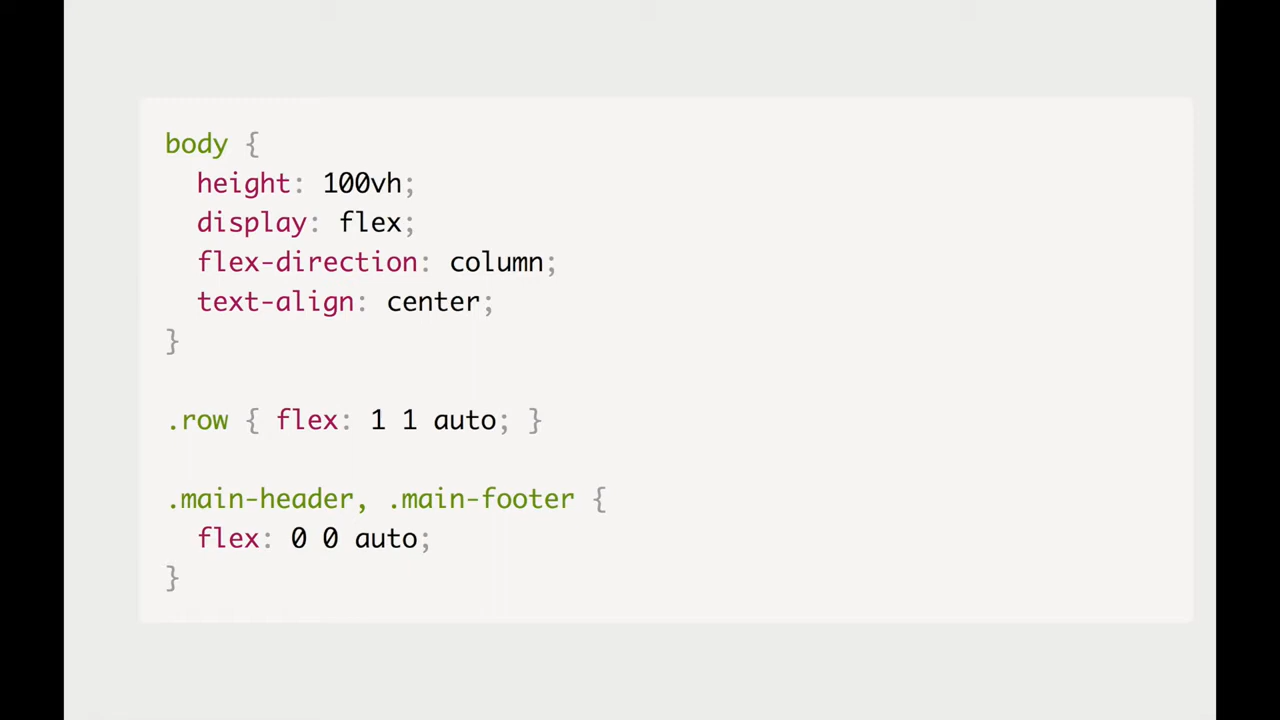 body {
  height: 100vh;
  display: flex;
  flex-direction: column;
  text-align: center;
}
.row { flex: 1 1 auto; }
.main-header, .main-footer {
  flex: 0 0 auto;
}